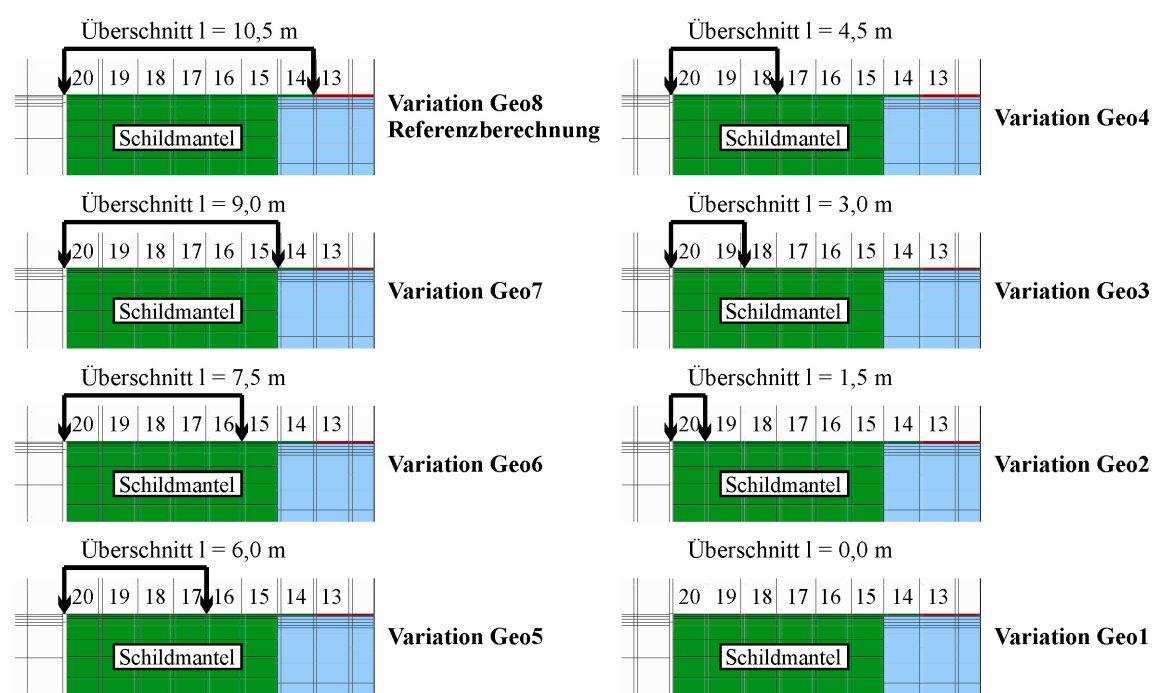 Überschnitt l = 10,5 m
20 19 18 17 16 15 14 13
Schildmantel
Variation Geo8
Referenzberechnung
Überschnitt l = 9,0 m
20 19 18 17 16 15 14 13
Schildmantel
Variation Geo7
Überschnitt l = 7,5 m
20 19 18 17 16 15 14 13
Schildmantel
Variation Geo6
Überschnitt l = 6,0 m
20 19 18 17 16 15 14 13
Schildmantel
Variation Geo5
Überschnitt l = 4,5 m
20 19 18 17 16 15 14 13
Schildmantel
Variation Geo4
Überschnitt l = 3,0 m
20 19 18 17 16 15 14 13
Schildmantel
Variation Geo3
Überschnitt l = 1,5 m
20 19 18 17 16 15 14 13
Schildmantel
Variation Geo2
Überschnitt l = 0,0 m
20 19 18 17 16 15 14 13
Schildmantel
Variation Geo1